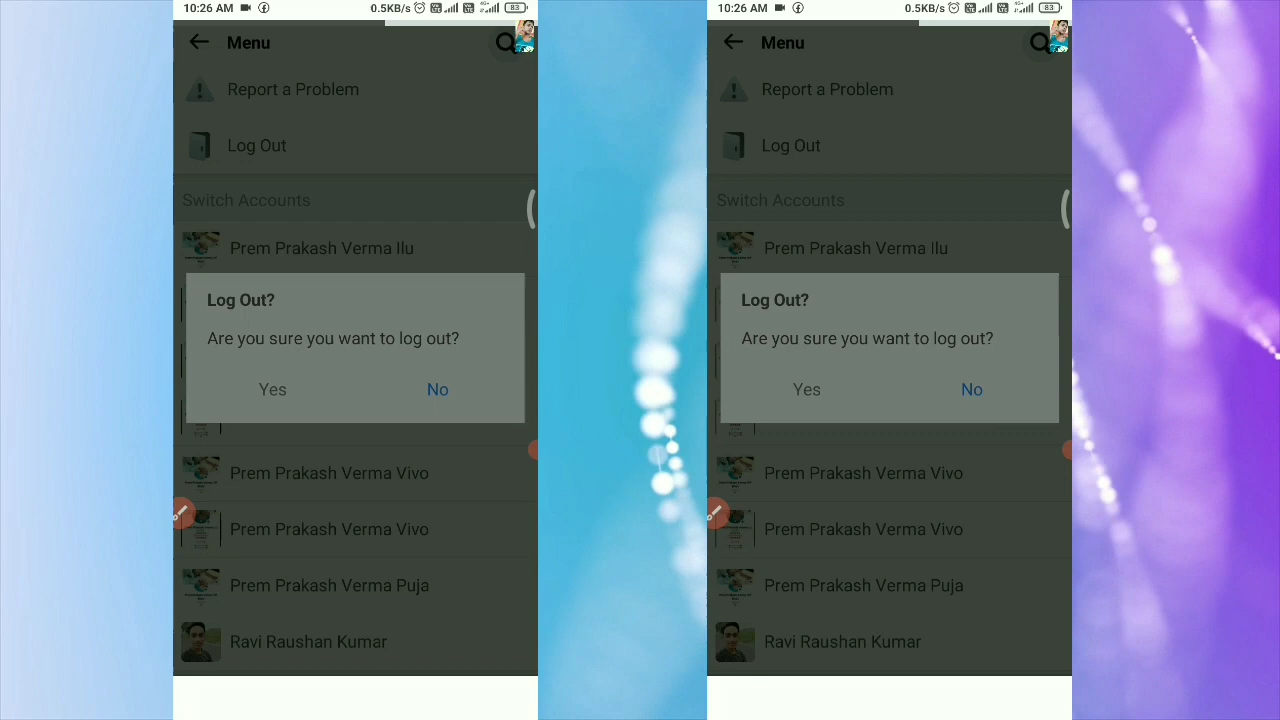 10:26 AM 0.5KB/s 4G+ 83
Menu
Report a Problem
Log Out
Switch Accounts
Prem Prakash Verma Ilu
Log Out?
Are you sure you want to log out?
Yes No
Prem Prakash Verma Vivo
Prem Prakash Verma Vivo
Prem Prakash Verma Puja
Ravi Raushan Kumar
10:26 AM 0.5KB/s 4G+ 83
Menu
Report a Problem
Log Out
Switch Accounts
Prem Prakash Verma Ilu
Log Out?
Are you sure you want to log out?
Yes No
Prem Prakash Verma Vivo
Prem Prakash Verma Vivo
Prem Prakash Verma Puja
Ravi Raushan Kumar